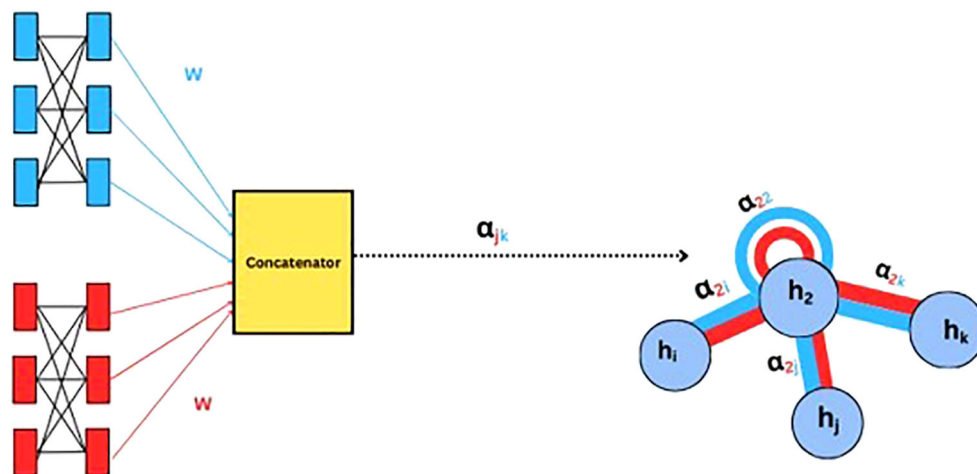 W
α₂₂
αⱼₖ
Concatenator
α₂ᵢ
h₂
α₂ₖ
hᵢ
hₖ
α₂ⱼ
hⱼ
W